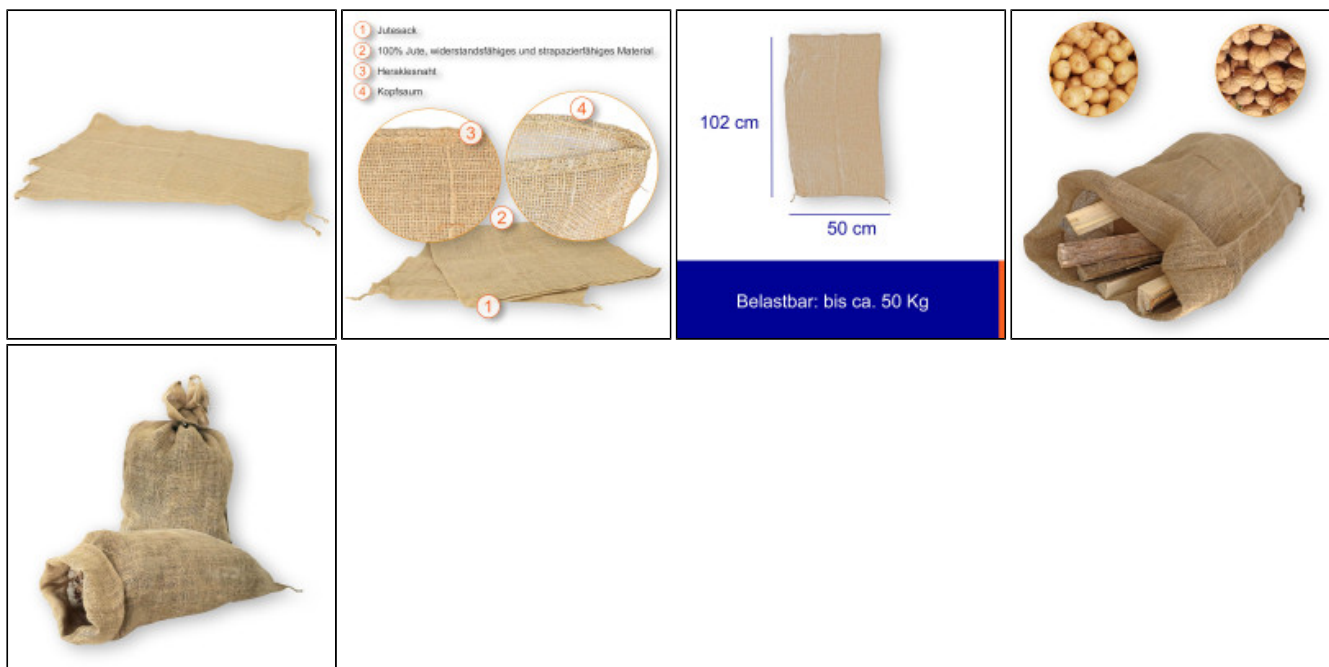 1 Jutesack
2 100% Jute, widerstandsfähiges und strapazierfähiges Material
3 Heraklesnaht
4 Kopfsaum
4
3
2
1
102 cm
50 cm
Belastbar: bis ca. 50 Kg